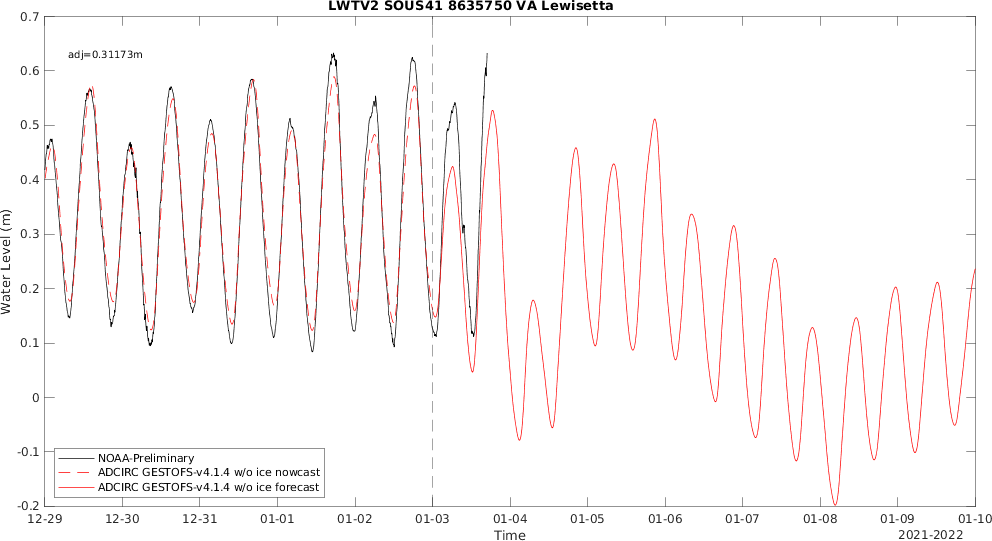 LWTV2 SOUS41 8635750 VA Lewisetta
adj=0.31173m
Water Level (m)
0.7
0.6
0.5
0.4
0.3
0.2
0.1
0
-0.1
-0.2
NOAA-Preliminary
ADCIRC GESTOFS-v4.1.4 w/o ice nowcast
ADCIRC GESTOFS-v4.1.4 w/o ice forecast
12-29 12-30 12-31 01-01 01-02 01-03 01-04 01-05 01-06 01-07 01-08 01-09 01-10
Time
2021-2022